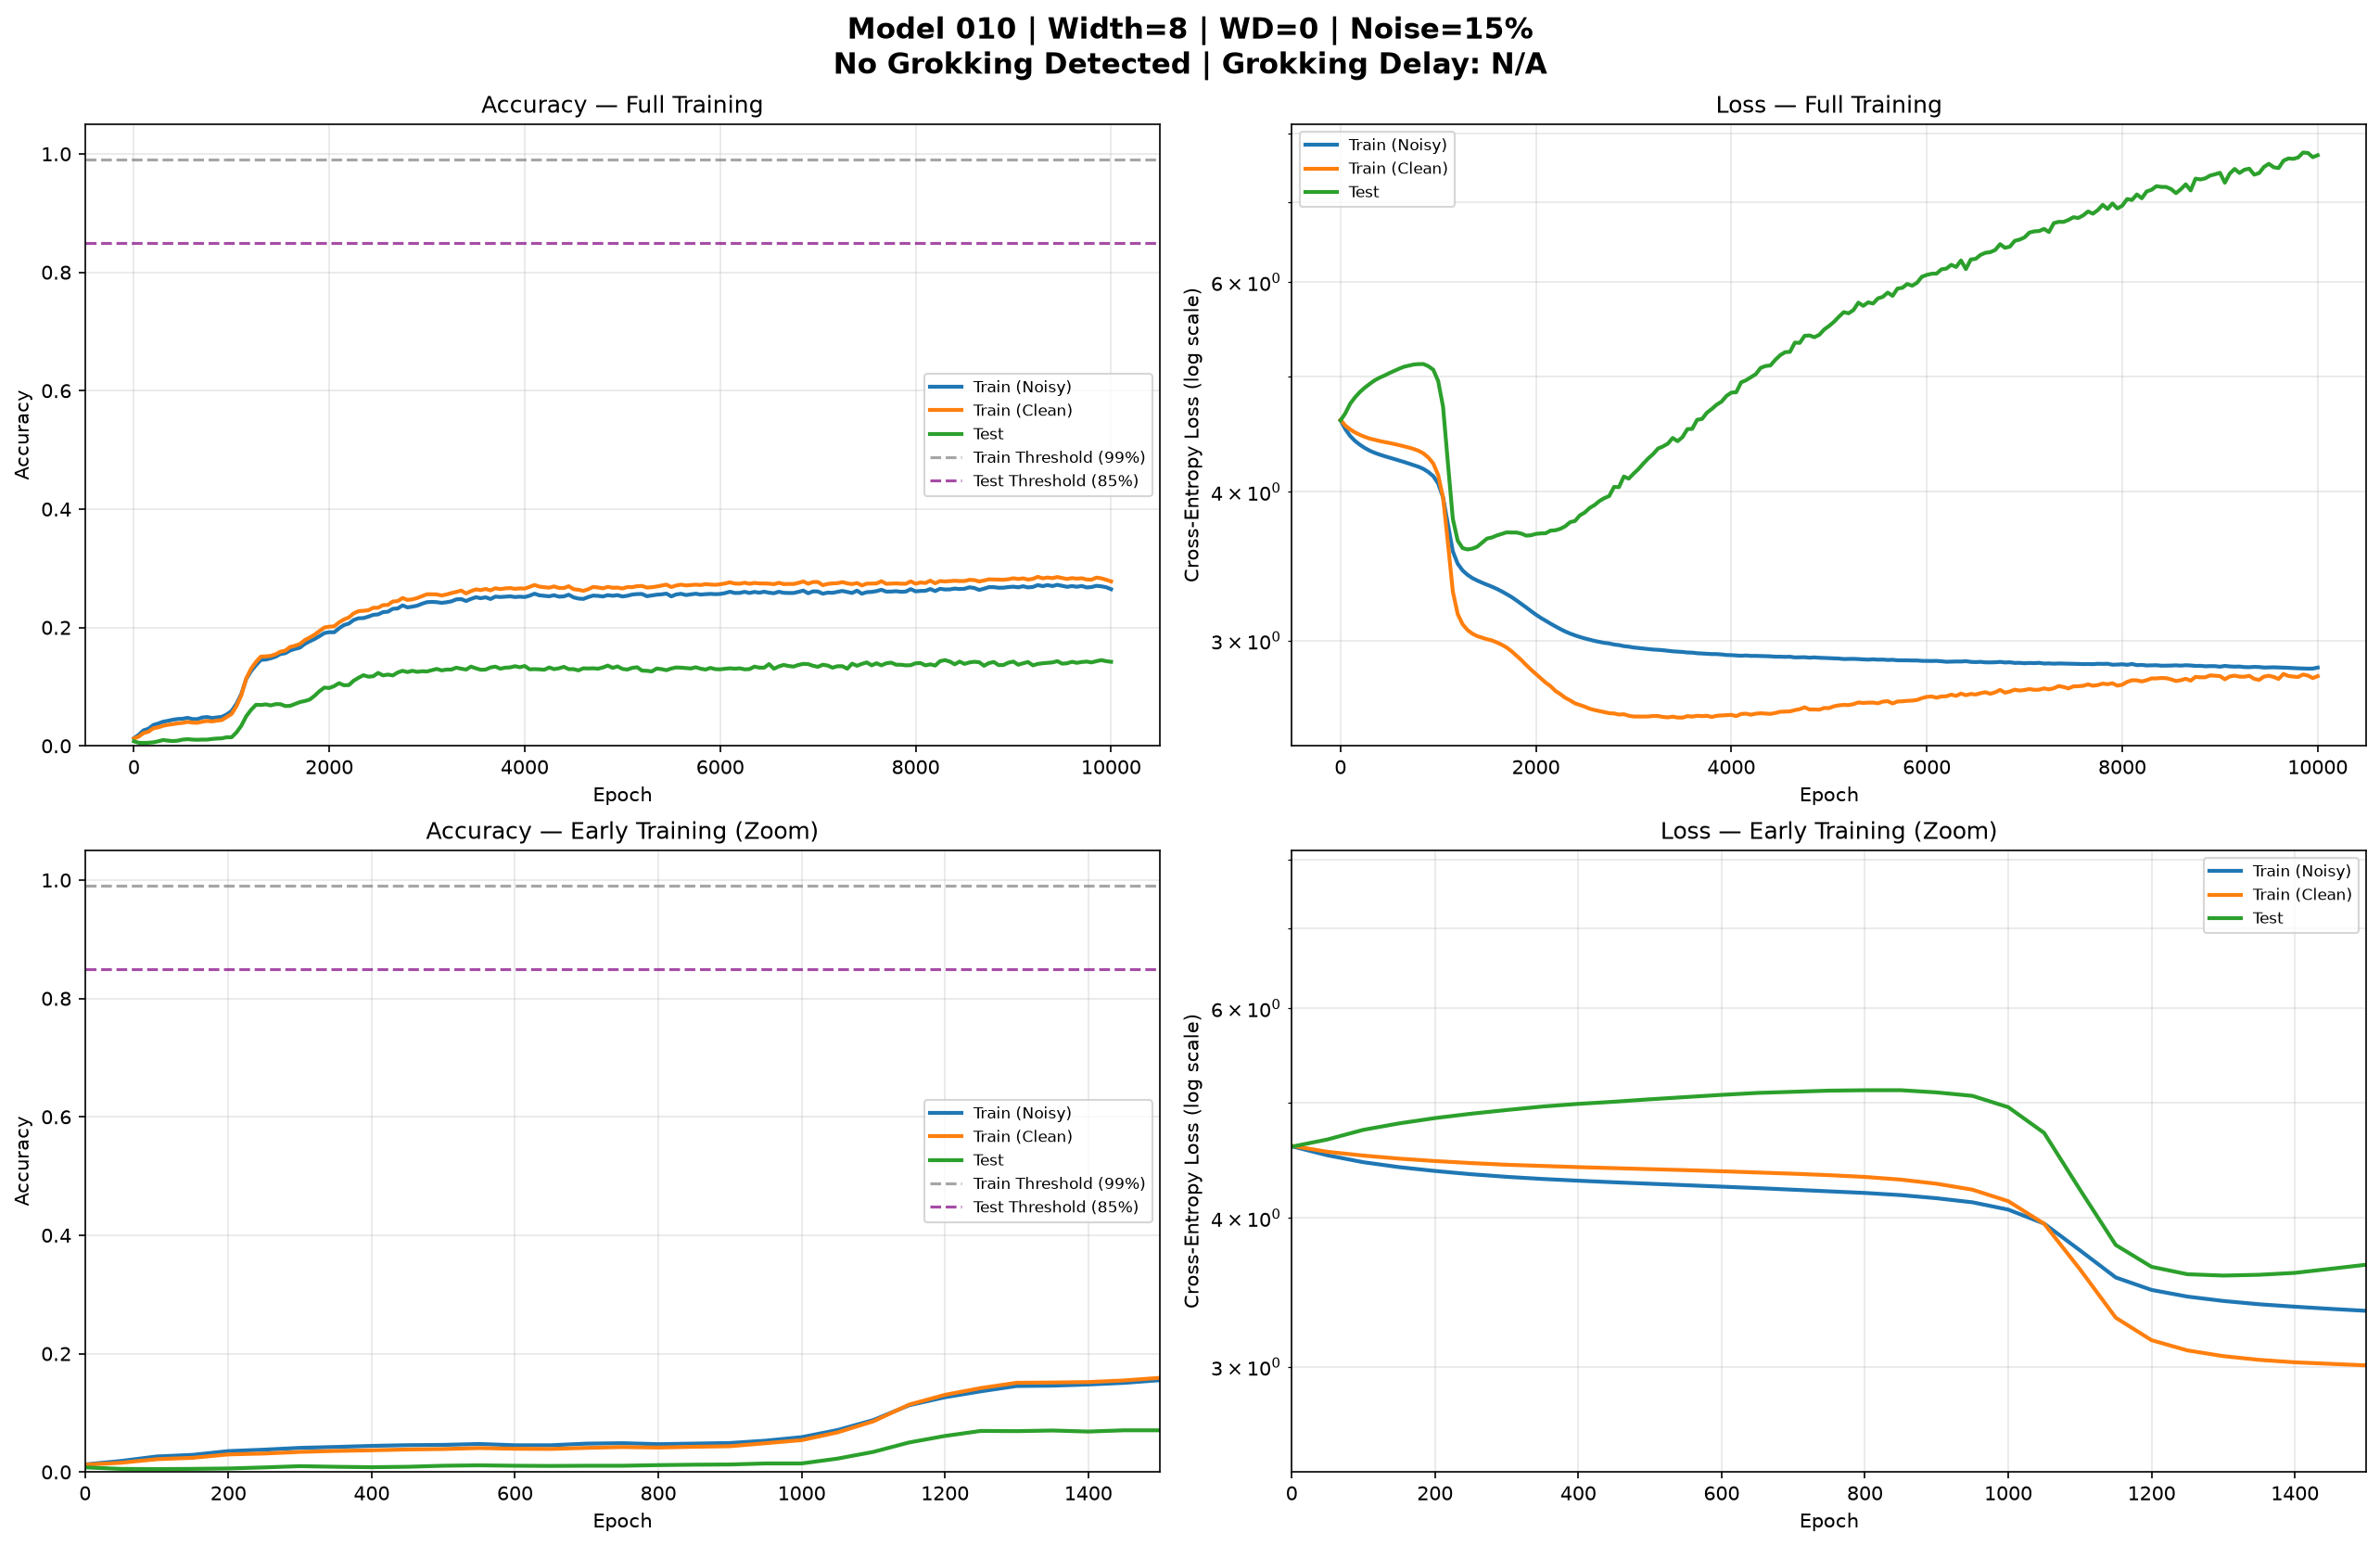 Model 010 | Width=8 | WD=0 | Noise=15%
No Grokking Detected | Grokking Delay: N/A
Accuracy — Full Training
Accuracy
1.0
0.8
0.6
0.4
0.2
0.0
Train (Noisy)
Train (Clean)
Test
Train Threshold (99%)
Test Threshold (85%)
0 2000 4000 6000 8000 10000
Epoch
Loss — Full Training
Cross-Entropy Loss (log scale)
6 × 10⁰
4 × 10⁰
3 × 10⁰
Train (Noisy)
Train (Clean)
Test
0 2000 4000 6000 8000 10000
Epoch
Accuracy — Early Training (Zoom)
Accuracy
1.0
0.8
0.6
0.4
0.2
0.0
Train (Noisy)
Train (Clean)
Test
Train Threshold (99%)
Test Threshold (85%)
0 200 400 600 800 1000 1200 1400
Epoch
Loss — Early Training (Zoom)
Cross-Entropy Loss (log scale)
6 × 10⁰
4 × 10⁰
3 × 10⁰
Train (Noisy)
Train (Clean)
Test
0 200 400 600 800 1000 1200 1400
Epoch